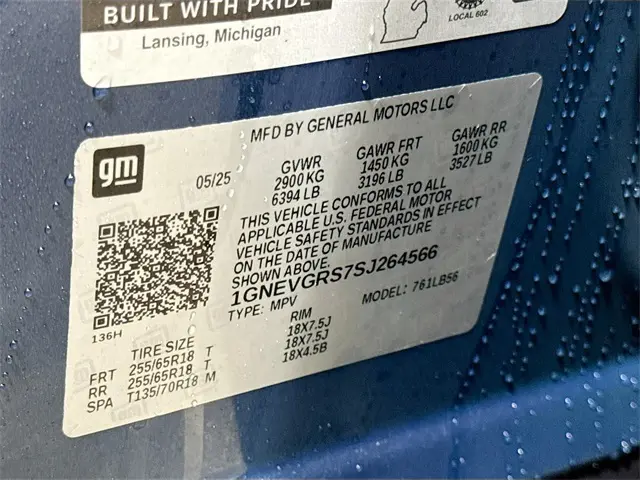 BUILT WITH PRIDE
Lansing, Michigan
LOCAL 602
MFD BY GENERAL MOTORS LLC
gm
05/25
GVWR
2900 KG
6394 LB
GAWR FRT
1450 KG
3196 LB
GAWR RR
1600 KG
3527 LB
THIS VEHICLE CONFORMS TO ALL
APPLICABLE U.S. FEDERAL MOTOR
VEHICLE SAFETY STANDARDS IN EFFECT
ON THE DATE OF MANUFACTURE
SHOWN ABOVE.
1GNEVGRS7SJ264566
TYPE: MPV MODEL: 761LB56
136H
TIRE SIZE RIM
FRT 255/65R18 T 18X7.5J
RR 255/65R18 T 18X7.5J
SPA T135/70R18 M 18X4.5B